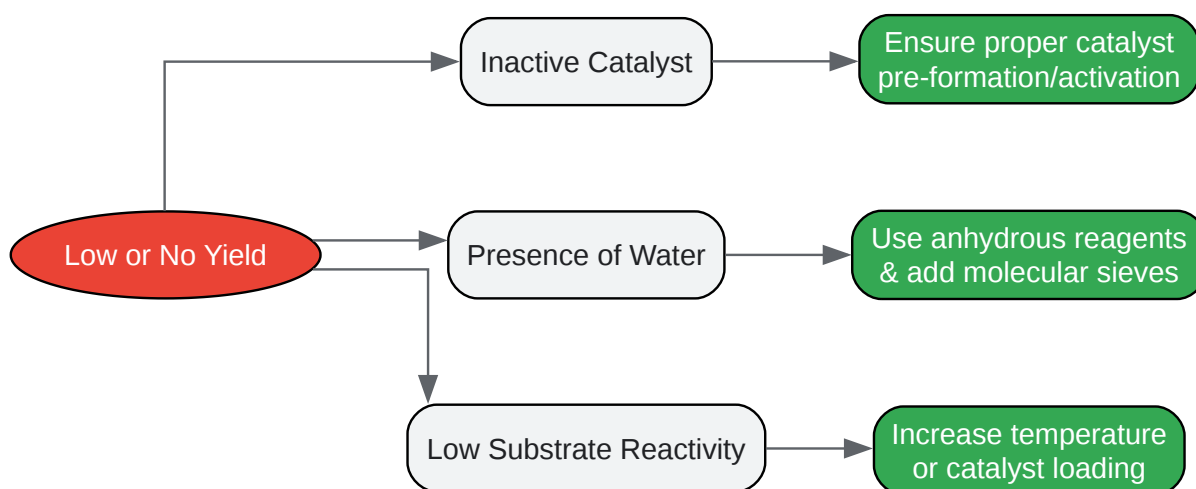 Inactive Catalyst
Ensure proper catalyst
pre-formation/activation
Low or No Yield
Presence of Water
Use anhydrous reagents
& add molecular sieves
Low Substrate Reactivity
Increase temperature
or catalyst loading